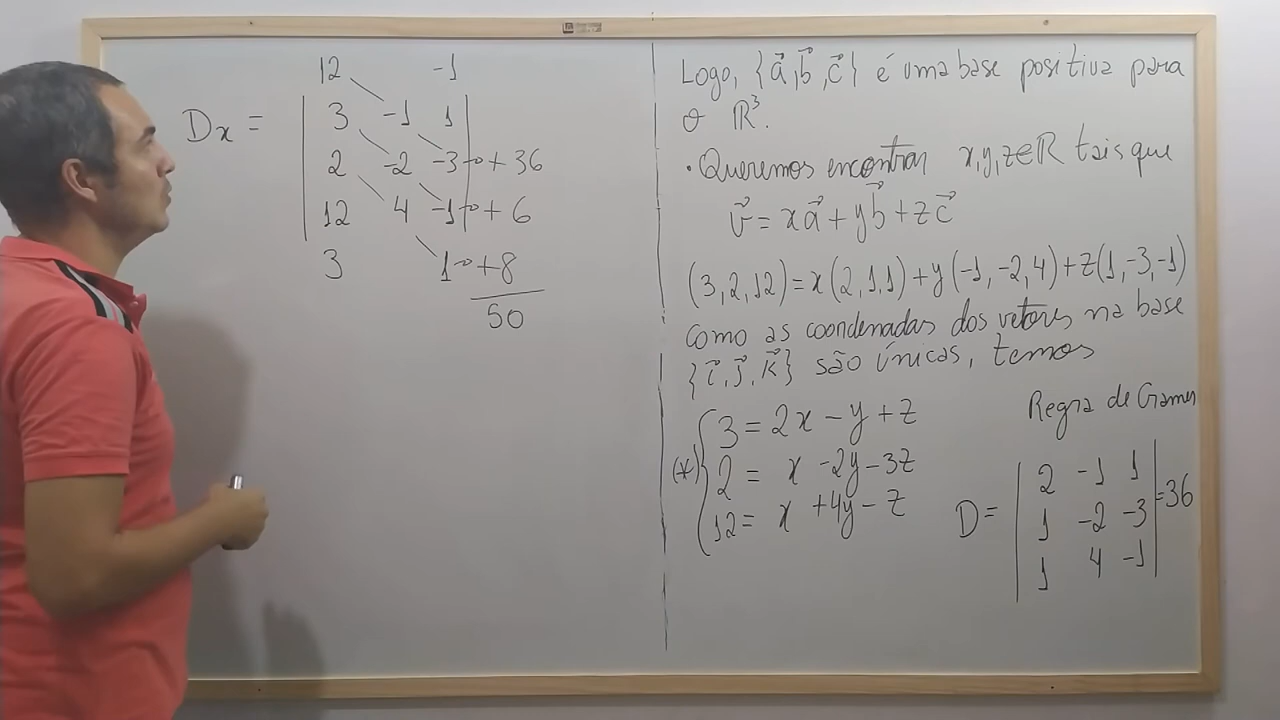 12 -1
Dx = | 3 -1 1 |
2 -2 -3 → + 36
12 4 -1 → + 6
3 1 → +8
50
Logo, {a⃗, b⃗, c⃗} é uma base positiva para
o ℝ³.
• Queremos encontrar x,y,z∈ℝ tais que
v⃗ = xa⃗ + yb⃗ + zc⃗
(3,2,12) = x(2,1,1) + y(-1,-2,4) + z(1,-3,-1)
Como as coordenadas dos vetores na base
{i⃗, j⃗, k⃗} são únicas, temos
(*) { 3 = 2x - y + z
2 = x - 2y - 3z
12 = x + 4y - z
Regra de Cramer
D = | 2 -1 1 | = 36
1 -2 -3
1 4 -1